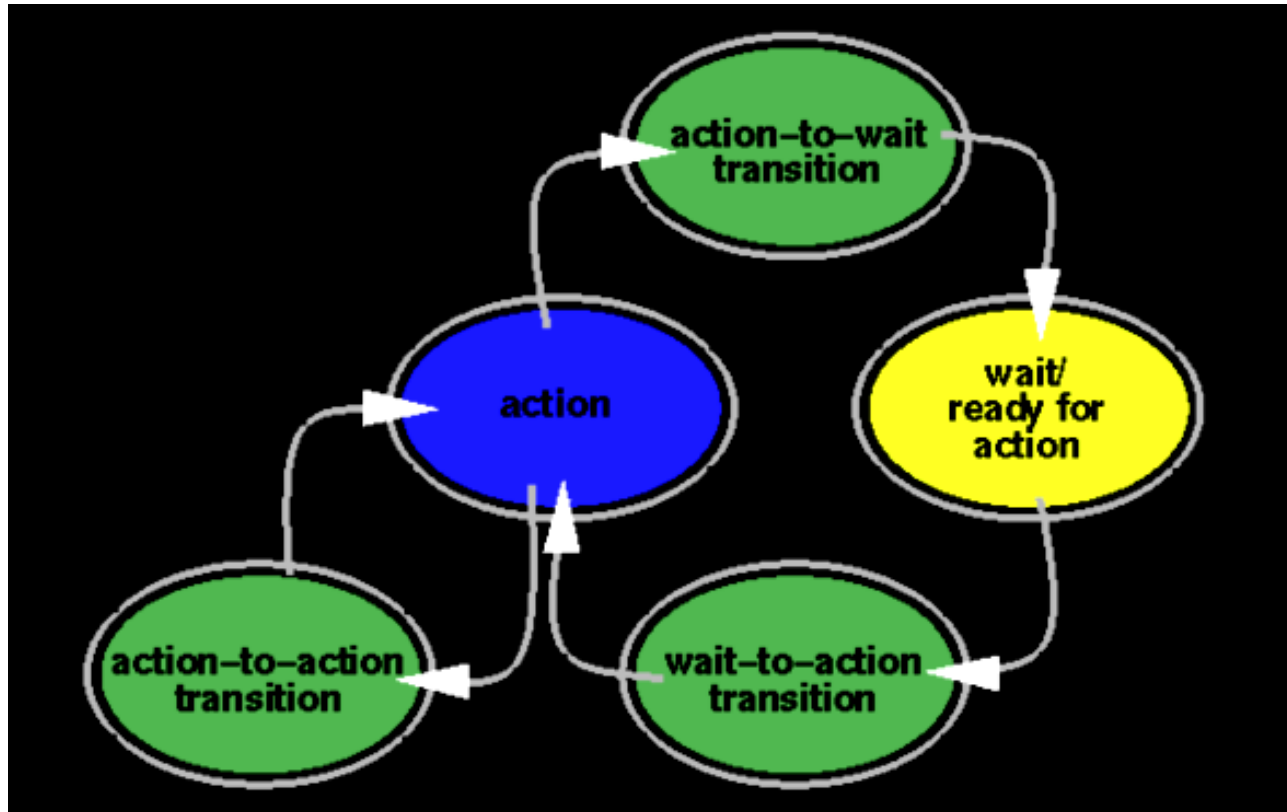 action–to–wait
transition
action
wait/
ready for
action
action–to–action
transition
wait–to–action
transition